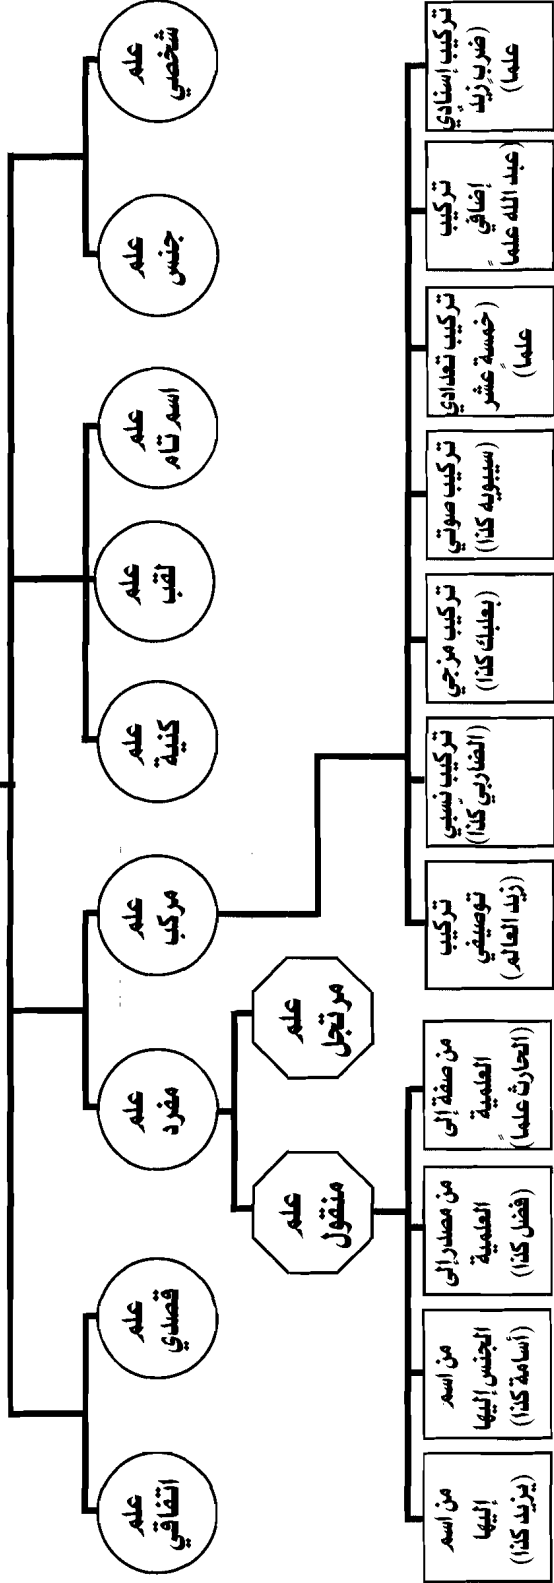 علم
شخصي
علم
جنس
علم
اسم تام
علم
لقب
علم
كنية
علم
مركب
علم
مفرد
علم
قصدي
علم
اتفاقي
علم
مرتجل
علم
منقول
تركيب إسنادي
(ضرب زيد
علما)
تركيب
إضافي
(عبد الله علماً)
تركيب تعدادي
(خمسة عشر
علماً)
تركيب صوتي
(سيبويه كذا)
تركيب مزجي
(بعلبك كذا)
تركيب نسبي
(الضاربي كذا)
تركيب
توصيفي
(زيد العالم)
من صفة إلى
العلمية
(الحارث علماً)
من مصدر إلى
العلمية
(فضل كذا)
من اسم
الجنس إليها
(أسامة كذا)
من اسم
إليها
(يزيد كذا)